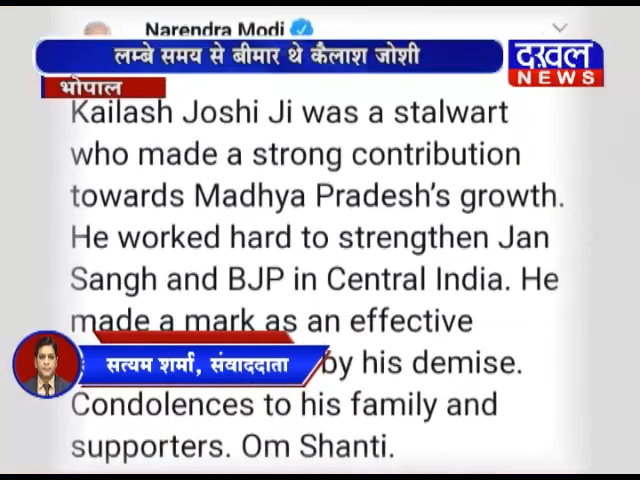 Narendra Modi
लम्बे समय से बीमार थे कैलाश जोशी
दख़ल
NEWS
भोपाल
Kailash Joshi Ji was a stalwart
who made a strong contribution
towards Madhya Pradesh's growth.
He worked hard to strengthen Jan
Sangh and BJP in Central India. He
made a mark as an effective
by his demise.
सत्यम शर्मा, संवाददाता
Condolences to his family and
supporters. Om Shanti.